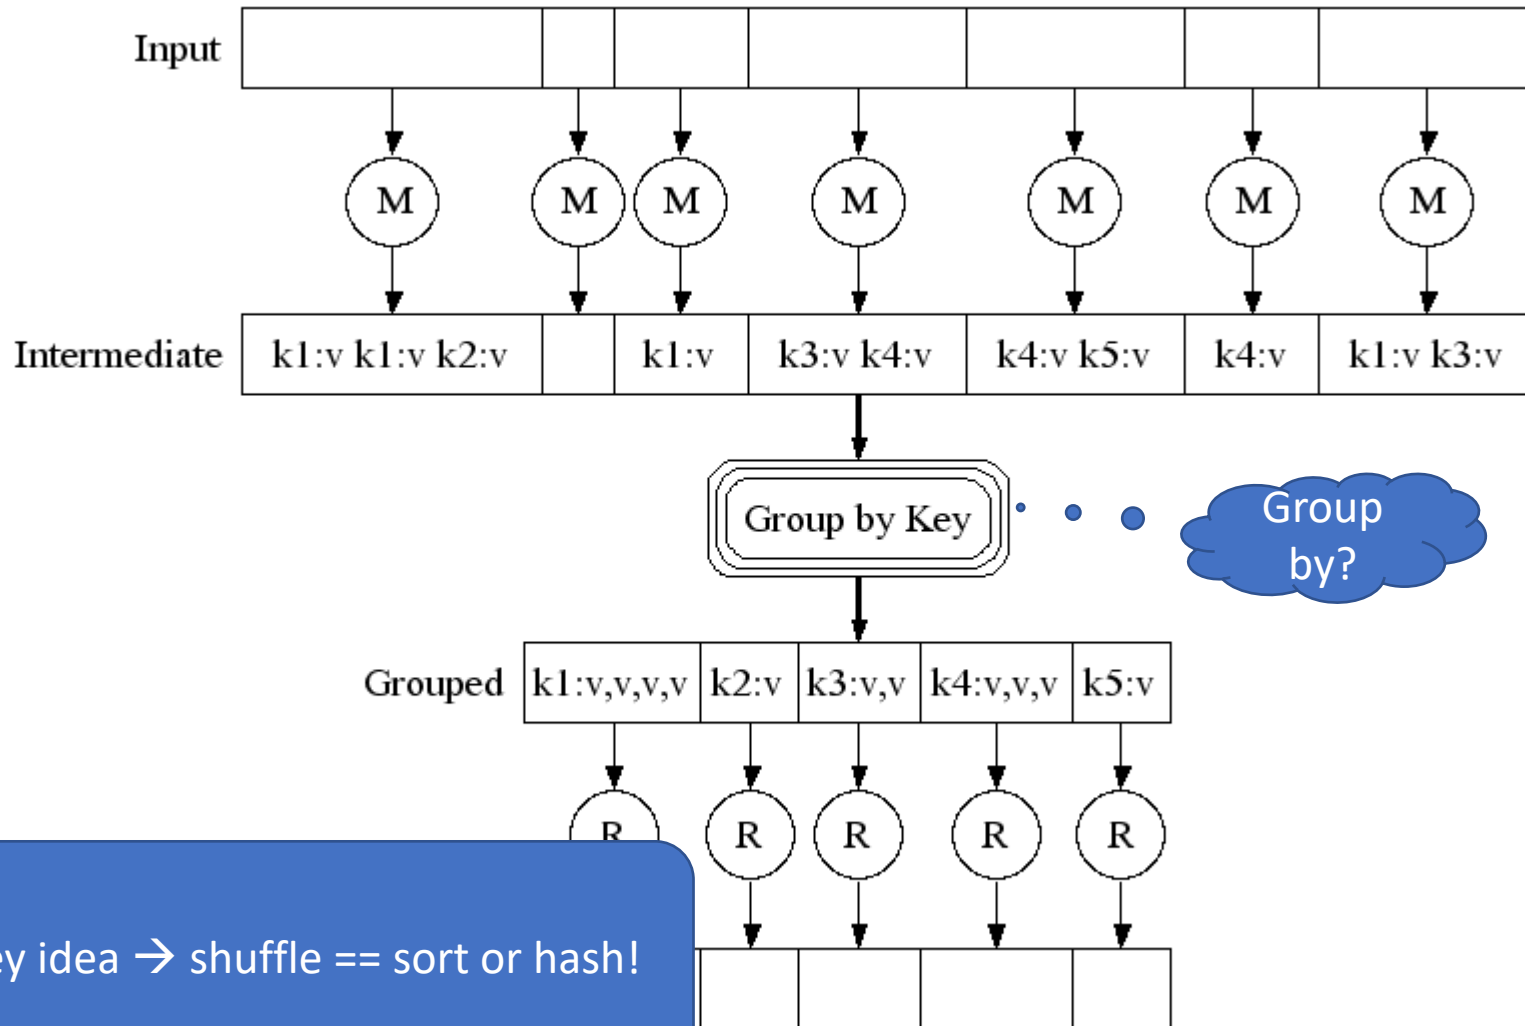 Input
M M M M M M M
Intermediate k1:v k1:v k2:v k1:v k3:v k4:v k4:v k5:v k4:v k1:v k3:v
Group by Key
Group
by?
Grouped k1:v,v,v,v k2:v k3:v,v k4:v,v,v k5:v
R R R R R
idea → shuffle == sort or hash!